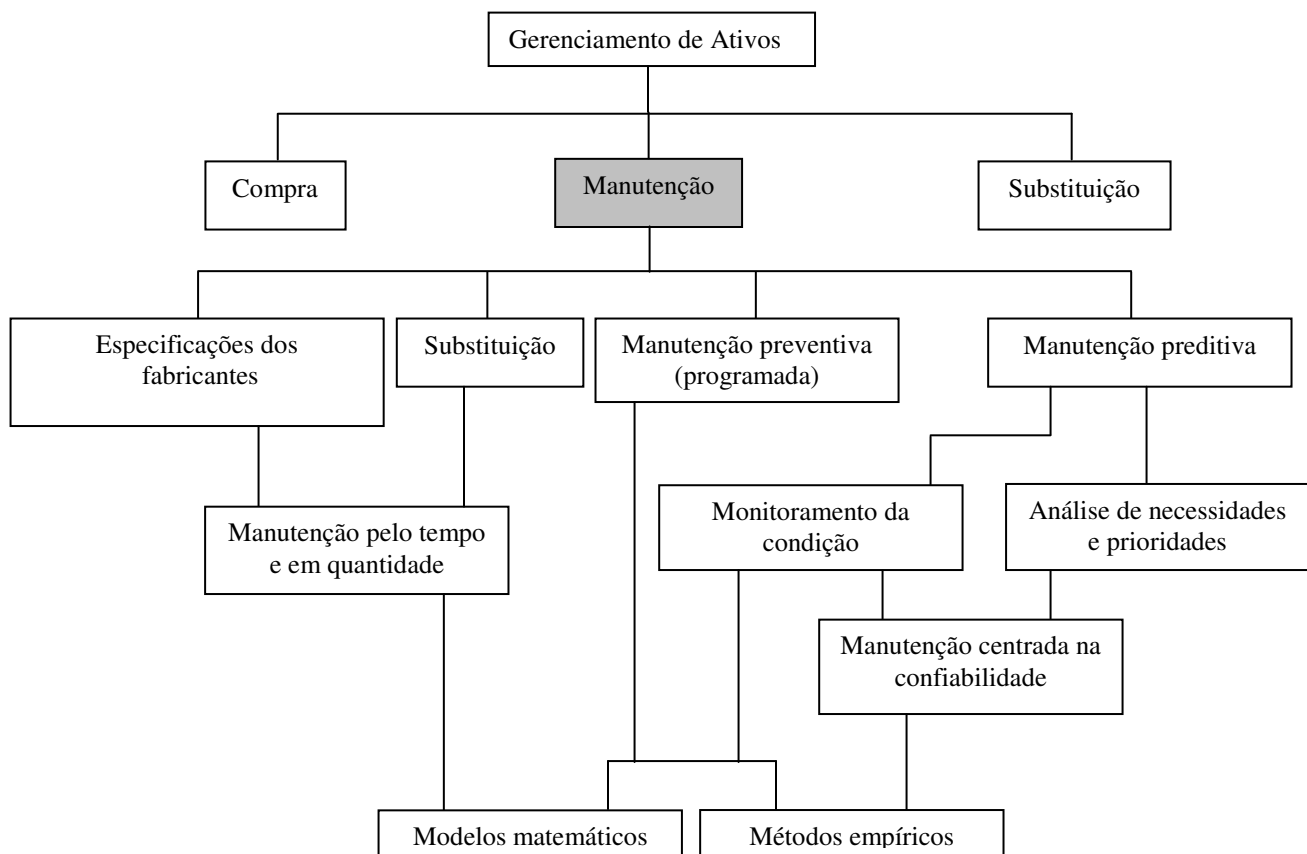 Gerenciamento de Ativos
Compra
Manutenção
Substituição
Especificações dos
fabricantes
Substituição
Manutenção preventiva
(programada)
Manutenção preditiva
Manutenção pelo tempo
e em quantidade
Monitoramento da
condição
Análise de necessidades
e prioridades
Manutenção centrada na
confiabilidade
Modelos matemáticos
Métodos empíricos